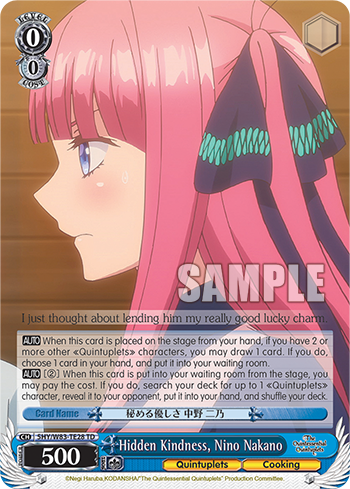 LEVEL
0
0
COST
SAMPLE
I just thought about lending him my really good lucky charm.
AUTO When this card is placed on the stage from your hand, if you have 2 or
more other «Quintuplets» characters, you may draw 1 card. If you do,
choose 1 card in your hand, and put it into your waiting room.
AUTO [②] When this card is put into your waiting room from the stage, you
may pay the cost. If you do, search your deck for up to 1 «Quintuplets»
character, reveal it to your opponent, put it into your hand, and shuffle your deck.
Card Name 秘める優しさ 中野 二乃
CH 5HY/W83-TE26 TD
POWER 500
Hidden Kindness, Nino Nakano
The Quintessential Quintuplets
Quintuplets Cooking
©Negi Haruba,KODANSHA/"The Quintessential Quintuplets" Production Committee.